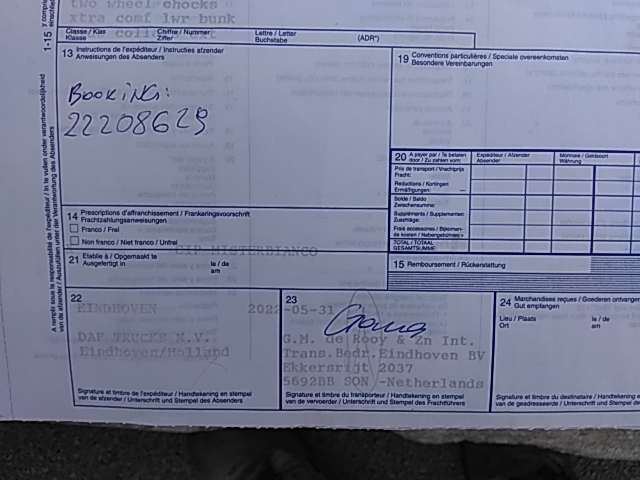 two wheel chocks
xtra comf lwr bunk
Classe / Klas Chiffre / Nummer Lettre / Letter
Klasse Ziffer Buchstabe (ADR*)
13 Instructions de l'expéditeur / Instructies afzender
Anweisungen des Absenders
BOOKING:
22208629
19 Conventions particulières / Speciale overeenkomsten
Besondere Vereinbarungen
20 A payer par / Te betalen Expéditeur / Afzender Monnaie / Geldsoort
door / Zu zahlen vom: Absender Währung
Prix de transport / Vrachtprijs
Fracht:
Réductions / Kortingen
Ermäßigungen: —
Solde / Saldo
Zwischensumme:
Suppléments / Supplementen
Zuschläge:
Frais accessoires / Bijkomen-
de kosten / Nebengebühren +
TOTAL / TOTAAL
GESAMTSUMME:
14 Prescriptions d'affranchissement / Frankeringsvoorschrift
Frachtzahlungsanweisungen
Franco / Frei
Non franco / Niet franco / Unfrei
CIP MISTERBIANCO
21 Etablie à / Opgemaakt te le / de
Ausgefertigt in am
15 Remboursement / Rückerstattung
22
EINDHOVEN 2022-05-31
DAF TRUCKS N.V.
Eindhoven/Holland
Signature et timbre de l'expéditeur / Handtekening en stempel
van de afzender / Unterschrift und Stempel des Absenders
23
G.M. de Rooy & Zn Int.
Trans.Bedr.Eindhoven BV
Ekkersrijt 2037
5692BB SON -Netherlands
Signature et timbre du transporteur / Handtekening en stempel
van de vervoerder / Unterschrift und Stempel des Frachtführers
24 Marchandises reçues / Goederen ontvangen
Gut empfangen
Lieu / Plaats le / de
Ort am
Signature et timbre du destinataire / Handtekening en
van de geadresseerde / Unterschrift und Stempel des
1-15
A remplir sous la responsabilité de l'expéditeur / In te vullen onder verantwoordelijkheid
van de afzender / Auszufüllen unter der Verantwortung des Absenders